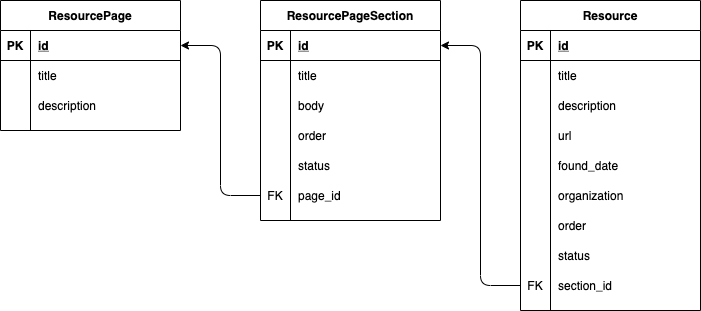 ResourcePage
PK id
title
description
ResourcePageSection
PK id
title
body
order
status
FK page_id
Resource
PK id
title
description
url
found_date
organization
order
status
FK section_id